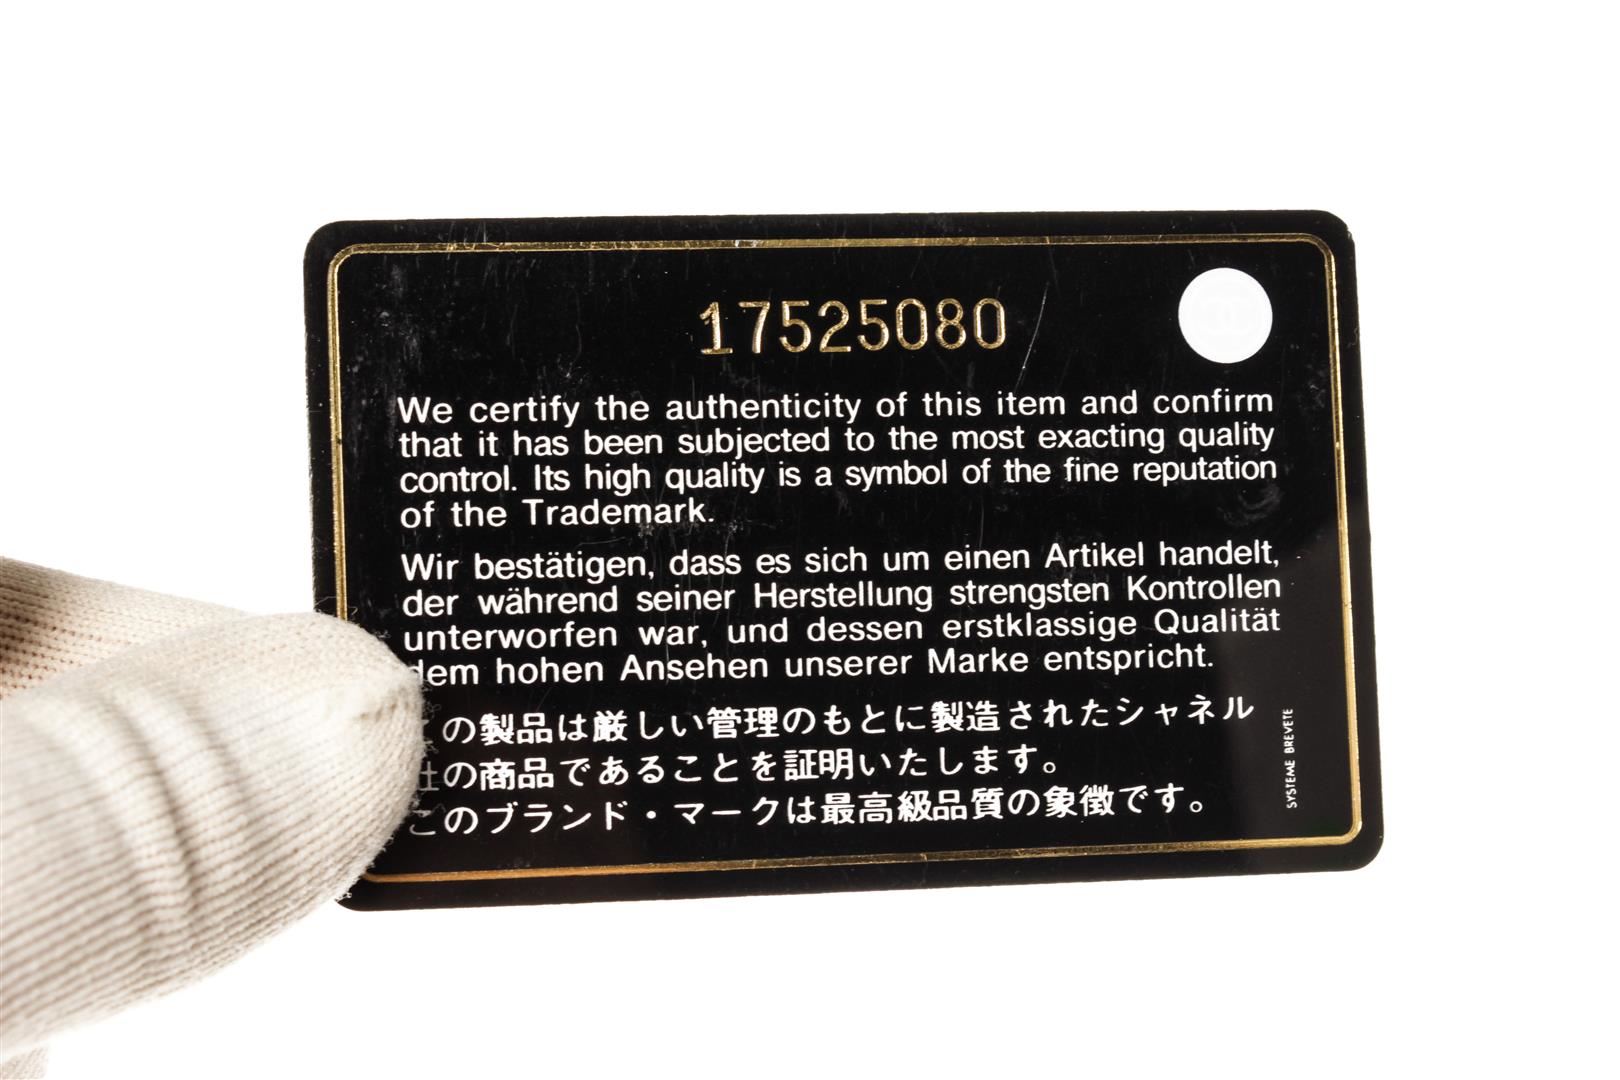 17525080
We certify the authenticity of this item and confirm
that it has been subjected to the most exacting quality
control. Its high quality is a symbol of the fine reputation
of the Trademark.
Wir bestätigen, dass es sich um einen Artikel handelt,
der während seiner Herstellung strengsten Kontrollen
unterworfen war, und dessen erstklassige Qualität
dem hohen Ansehen unserer Marke entspricht.
この製品は厳しい管理のもとに製造されたシャネル
社の商品であることを証明いたします。
このブランド・マークは最高級品質の象徴です。
SYSTEME BREVETE